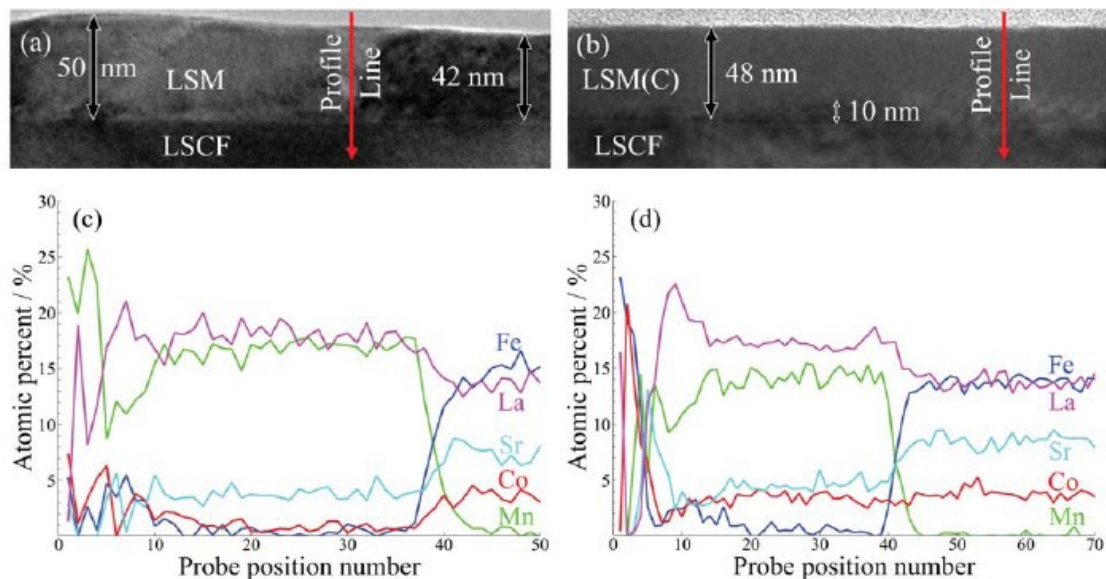 (a)
50 nm
LSM
Profile
Line
42 nm
LSCF
(b)
LSM(C)
48 nm
10 nm
Profile
Line
LSCF
(c)
Atomic percent / %
30
25
20
15
10
5
0 10 20 30 40 50
Probe position number
Fe
La
Sr
Co
Mn
(d)
Atomic percent / %
30
25
20
15
10
5
0 10 20 30 40 50 60 70
Probe position number
Fe
La
Sr
Co
Mn